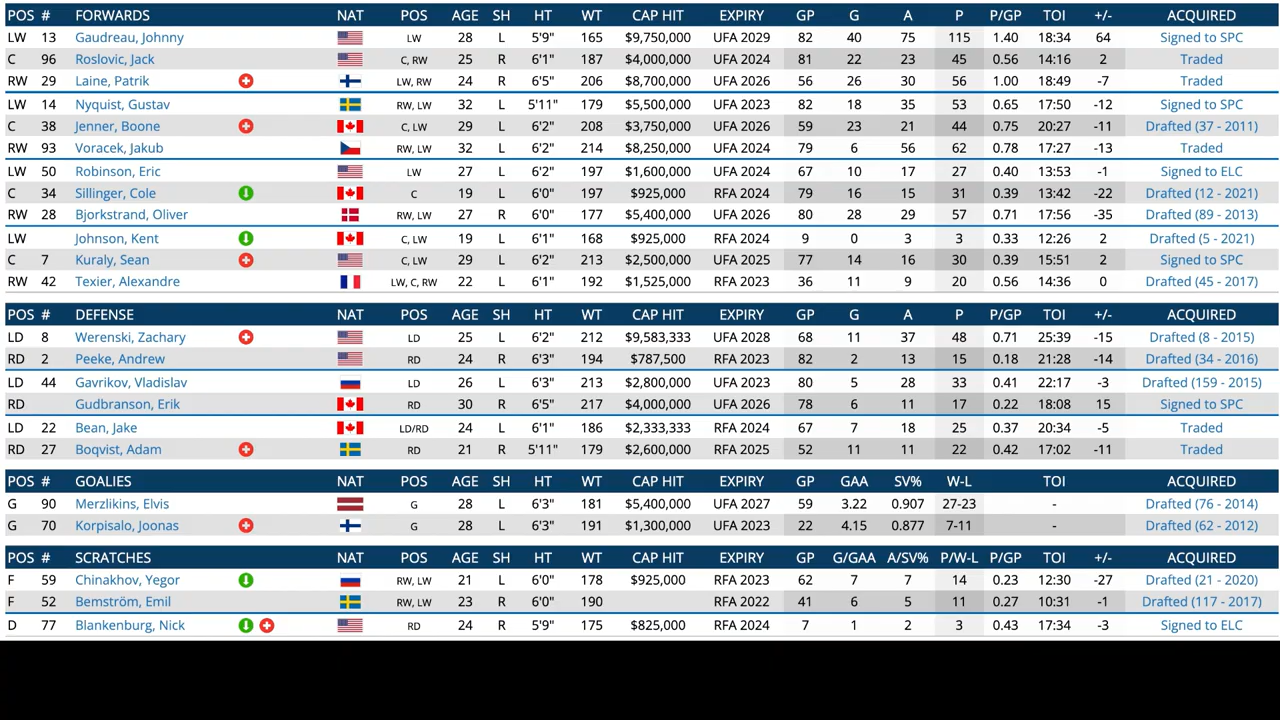 POS # FORWARDS NAT POS AGE SH HT WT CAP HIT EXPIRY GP G A P P/GP TOI +/- ACQUIRED
LW 13 Gaudreau, Johnny LW 28 L 5'9" 165 $9,750,000 UFA 2029 82 40 75 115 1.40 18:34 64 Signed to SPC
C 96 Roslovic, Jack C, RW 25 R 6'1" 187 $4,000,000 UFA 2024 81 22 23 45 0.56 14:16 2 Traded
RW 29 Laine, Patrik LW, RW 24 R 6'5" 206 $8,700,000 UFA 2026 56 26 30 56 1.00 18:49 -7 Traded
LW 14 Nyquist, Gustav RW, LW 32 L 5'11" 179 $5,500,000 UFA 2023 82 18 35 53 0.65 17:50 -12 Signed to SPC
C 38 Jenner, Boone C, LW 29 L 6'2" 208 $3,750,000 UFA 2026 59 23 21 44 0.75 20:27 -11 Drafted (37 - 2011)
RW 93 Voracek, Jakub RW, LW 32 L 6'2" 214 $8,250,000 UFA 2024 79 6 56 62 0.78 17:27 -13 Traded
LW 50 Robinson, Eric LW 27 L 6'2" 197 $1,600,000 UFA 2024 67 10 17 27 0.40 13:53 -1 Signed to ELC
C 34 Sillinger, Cole C 19 L 6'0" 197 $925,000 RFA 2024 79 16 15 31 0.39 13:42 -22 Drafted (12 - 2021)
RW 28 Bjorkstrand, Oliver RW, LW 27 R 6'0" 177 $5,400,000 UFA 2026 80 28 29 57 0.71 17:56 -35 Drafted (89 - 2013)
LW Johnson, Kent C, LW 19 L 6'1" 168 $925,000 RFA 2024 9 0 3 3 0.33 12:26 2 Drafted (5 - 2021)
C 7 Kuraly, Sean C, LW 29 L 6'2" 213 $2,500,000 UFA 2025 77 14 16 30 0.39 15:51 2 Signed to SPC
RW 42 Texier, Alexandre LW, C, RW 22 L 6'1" 192 $1,525,000 RFA 2023 36 11 9 20 0.56 14:36 0 Drafted (45 - 2017)
POS # DEFENSE NAT POS AGE SH HT WT CAP HIT EXPIRY GP G A P P/GP TOI +/- ACQUIRED
LD 8 Werenski, Zachary LD 25 L 6'2" 212 $9,583,333 UFA 2028 68 11 37 48 0.71 25:39 -15 Drafted (8 - 2015)
RD 2 Peeke, Andrew RD 24 R 6'3" 194 $787,500 RFA 2023 82 2 13 15 0.18 21:28 -14 Drafted (34 - 2016)
LD 44 Gavrikov, Vladislav LD 26 L 6'3" 213 $2,800,000 UFA 2023 80 5 28 33 0.41 22:17 -3 Drafted (159 - 2015)
RD Gudbranson, Erik RD 30 R 6'5" 217 $4,000,000 UFA 2026 78 6 11 17 0.22 18:08 15 Signed to SPC
LD 22 Bean, Jake LD/RD 24 L 6'1" 186 $2,333,333 RFA 2024 67 7 18 25 0.37 20:34 -5 Traded
RD 27 Boqvist, Adam RD 21 R 5'11" 179 $2,600,000 RFA 2025 52 11 11 22 0.42 17:02 -11 Traded
POS # GOALIES NAT POS AGE SH HT WT CAP HIT EXPIRY GP GAA SV% W-L TOI ACQUIRED
G 90 Merzlikins, Elvis G 28 L 6'3" 181 $5,400,000 UFA 2027 59 3.22 0.907 27-23 - Drafted (76 - 2014)
G 70 Korpisalo, Joonas G 28 L 6'3" 191 $1,300,000 UFA 2023 22 4.15 0.877 7-11 - Drafted (62 - 2012)
POS # SCRATCHES NAT POS AGE SH HT WT CAP HIT EXPIRY GP G/GAA A/SV% P/W-L P/GP TOI +/- ACQUIRED
F 59 Chinakhov, Yegor RW, LW 21 L 6'0" 178 $925,000 RFA 2023 62 7 7 14 0.23 12:30 -27 Drafted (21 - 2020)
F 52 Bemström, Emil RW, LW 23 R 6'0" 190 RFA 2022 41 6 5 11 0.27 10:31 -1 Drafted (117 - 2017)
D 77 Blankenburg, Nick RD 24 R 5'9" 175 $825,000 RFA 2024 7 1 2 3 0.43 17:34 -3 Signed to ELC